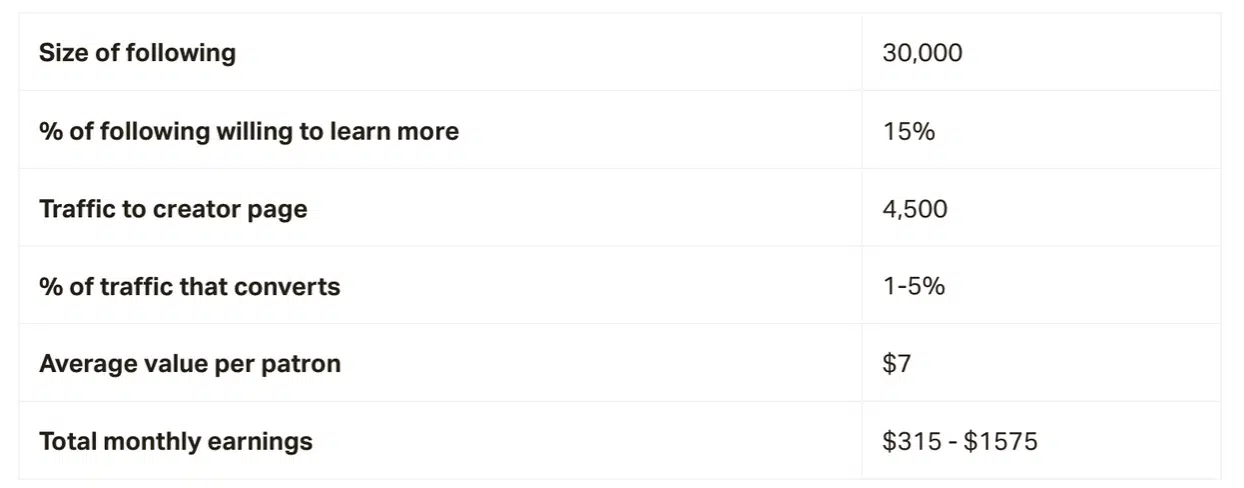 Size of following 30,000
% of following willing to learn more 15%
Traffic to creator page 4,500
% of traffic that converts 1-5%
Average value per patron $7
Total monthly earnings $315 - $1575